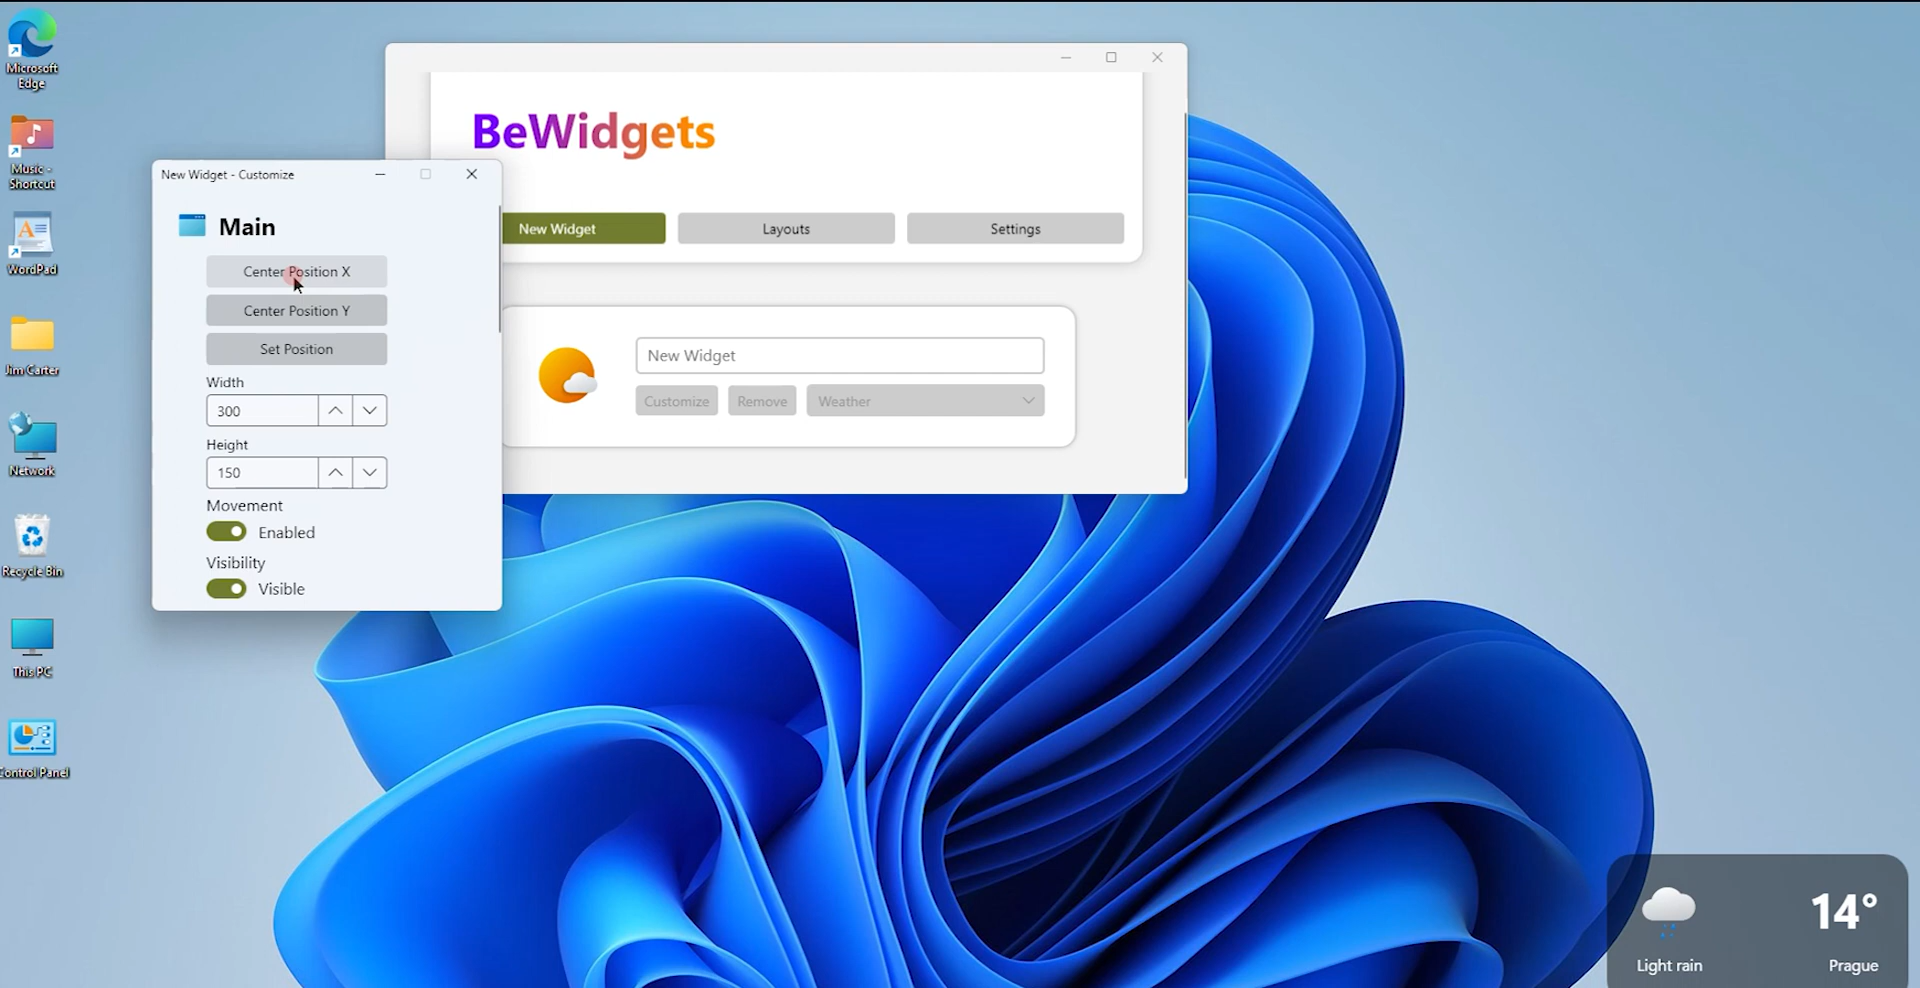 Microsoft
Edge
Music -
Shortcut
WordPad
Jim Carter
Network
Recycle Bin
This PC
Control Panel
BeWidgets
New Widget
Layouts
Settings
New Widget
Customize
Remove
Weather
New Widget - Customize
Main
Center Position X
Center Position Y
Set Position
Width
300
Height
150
Movement
Enabled
Visibility
Visible
14°
Light rain
Prague